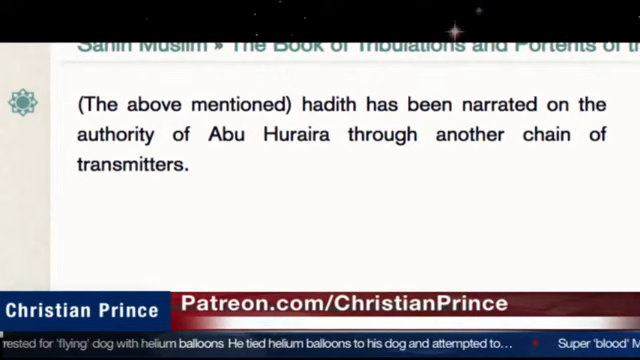 Sahih Muslim » The Book of Tribulations and Portents of
(The above mentioned) hadith has been narrated on the
authority of Abu Huraira through another chain of
transmitters.
Christian Prince
Patreon.com/ChristianPrince
rested for 'flying' dog with helium balloons He tied helium balloons to his dog and attempted to… Super 'blood' M